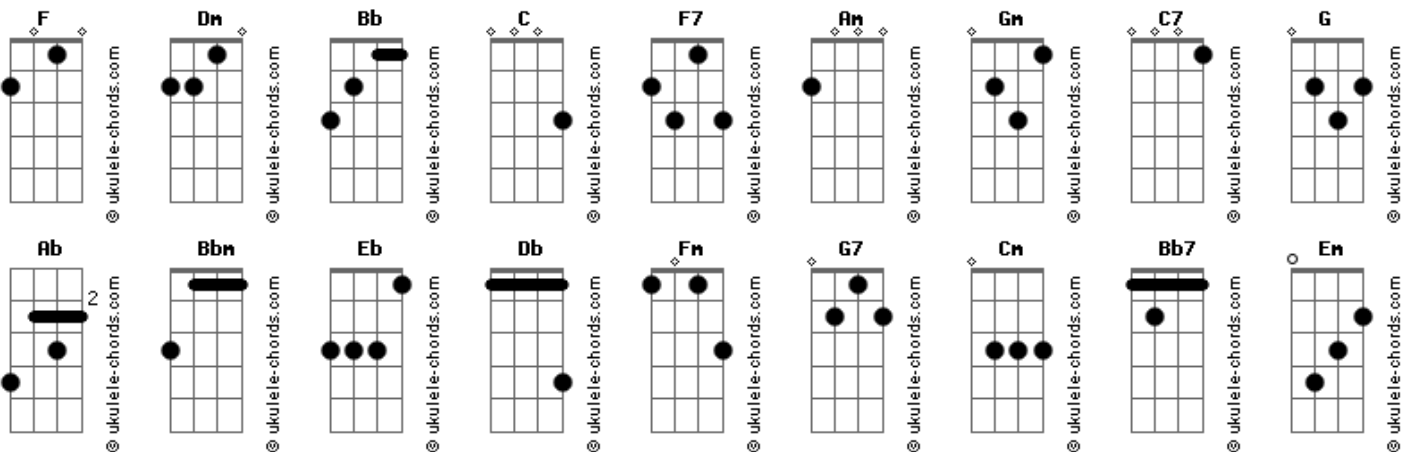 F Dm Bb C F7 Am Gm C7 G
© ukulele-chords.com © ukulele-chords.com © ukulele-chords.com © ukulele-chords.com © ukulele-chords.com © ukulele-chords.com © ukulele-chords.com © ukulele-chords.com © ukulele-chords.com
Ab Bbm Eb Db Fm G7 Cm Bb7 Em
2
© ukulele-chords.com © ukulele-chords.com © ukulele-chords.com © ukulele-chords.com © ukulele-chords.com © ukulele-chords.com © ukulele-chords.com © ukulele-chords.com © ukulele-chords.com